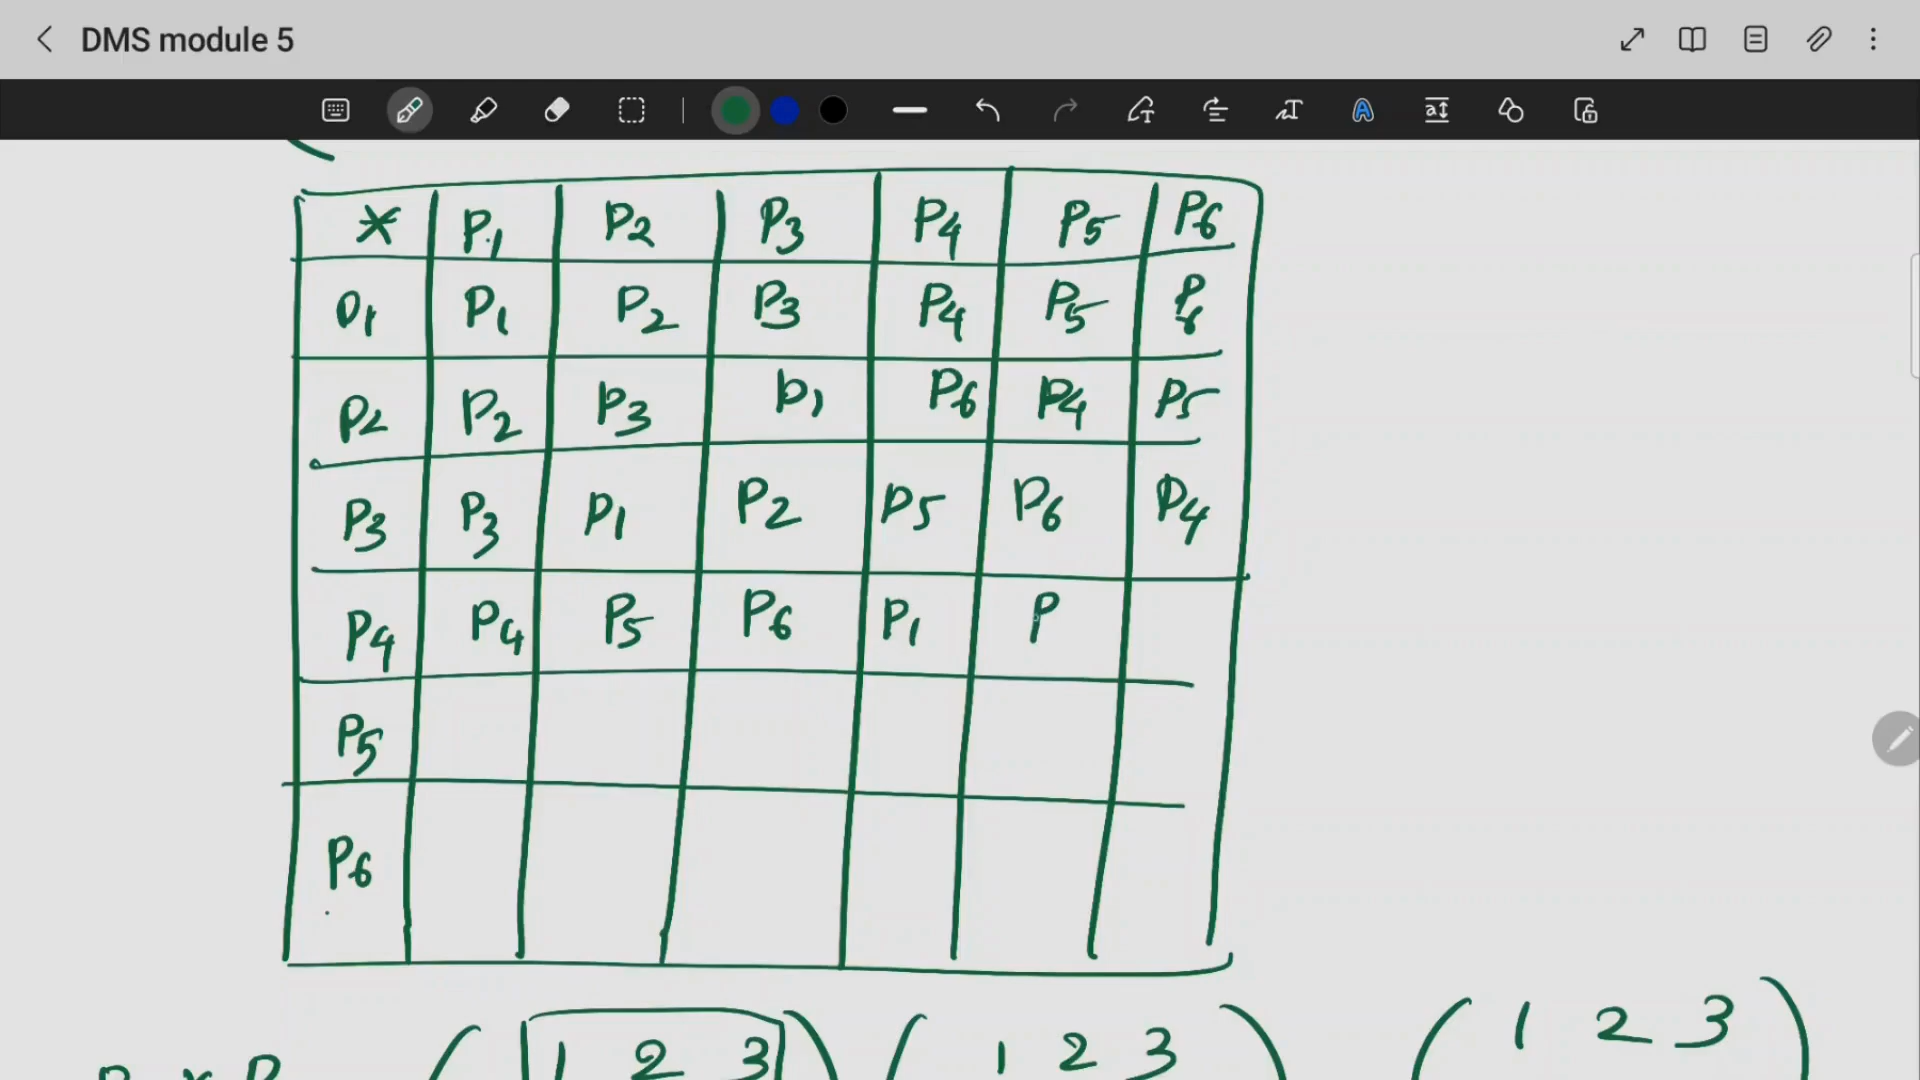 DMS module 5
* P1 P2 P3 P4 P5 P6
P1 P1 P2 P3 P4 P5 P6
P2 P2 P3 P1 P6 P4 P5
P3 P3 P1 P2 P5 P6 P4
P4 P4 P5 P6 P1 P
P5
P6
1 2 3 1 2 3 1 2 3